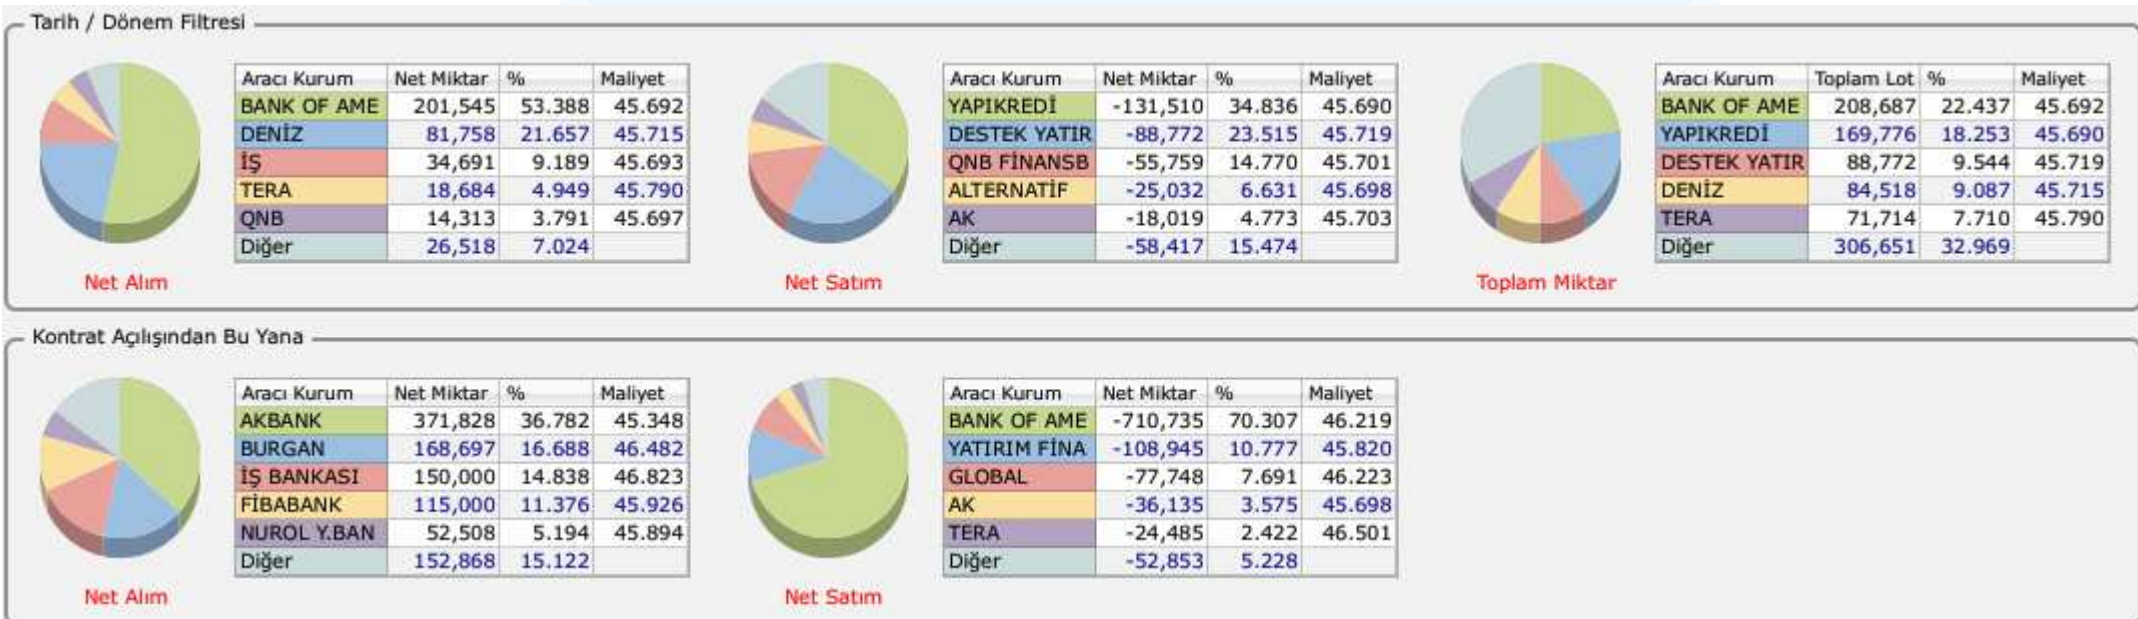 Tarih / Dönem Filtresi
Aracı Kurum Net Miktar % Maliyet
BANK OF AME 201,545 53.388 45.692
DENİZ 81,758 21.657 45.715
İŞ 34,691 9.189 45.693
TERA 18,684 4.949 45.790
QNB 14,313 3.791 45.697
Diğer 26,518 7.024
Net Alım
Aracı Kurum Net Miktar % Maliyet
YAPIKREDİ -131,510 34.836 45.690
DESTEK YATIR -88,772 23.515 45.719
QNB FİNANSB -55,759 14.770 45.701
ALTERNATİF -25,032 6.631 45.698
AK -18,019 4.773 45.703
Diğer -58,417 15.474
Net Satım
Aracı Kurum Toplam Lot % Maliyet
BANK OF AME 208,687 22.437 45.692
YAPIKREDİ 169,776 18.253 45.690
DESTEK YATIR 88,772 9.544 45.719
DENİZ 84,518 9.087 45.715
TERA 71,714 7.710 45.790
Diğer 306,651 32.969
Toplam Miktar
Kontrat Açılışından Bu Yana
Aracı Kurum Net Miktar % Maliyet
AKBANK 371,828 36.782 45.348
BURGAN 168,697 16.688 46.482
İŞ BANKASI 150,000 14.838 46.823
FİBABANK 115,000 11.376 45.926
NUROL Y.BAN 52,508 5.194 45.894
Diğer 152,868 15.122
Net Alım
Aracı Kurum Net Miktar % Maliyet
BANK OF AME -710,735 70.307 46.219
YATIRIM FİNA -108,945 10.777 45.820
GLOBAL -77,748 7.691 46.223
AK -36,135 3.575 45.698
TERA -24,485 2.422 46.501
Diğer -52,853 5.228
Net Satım